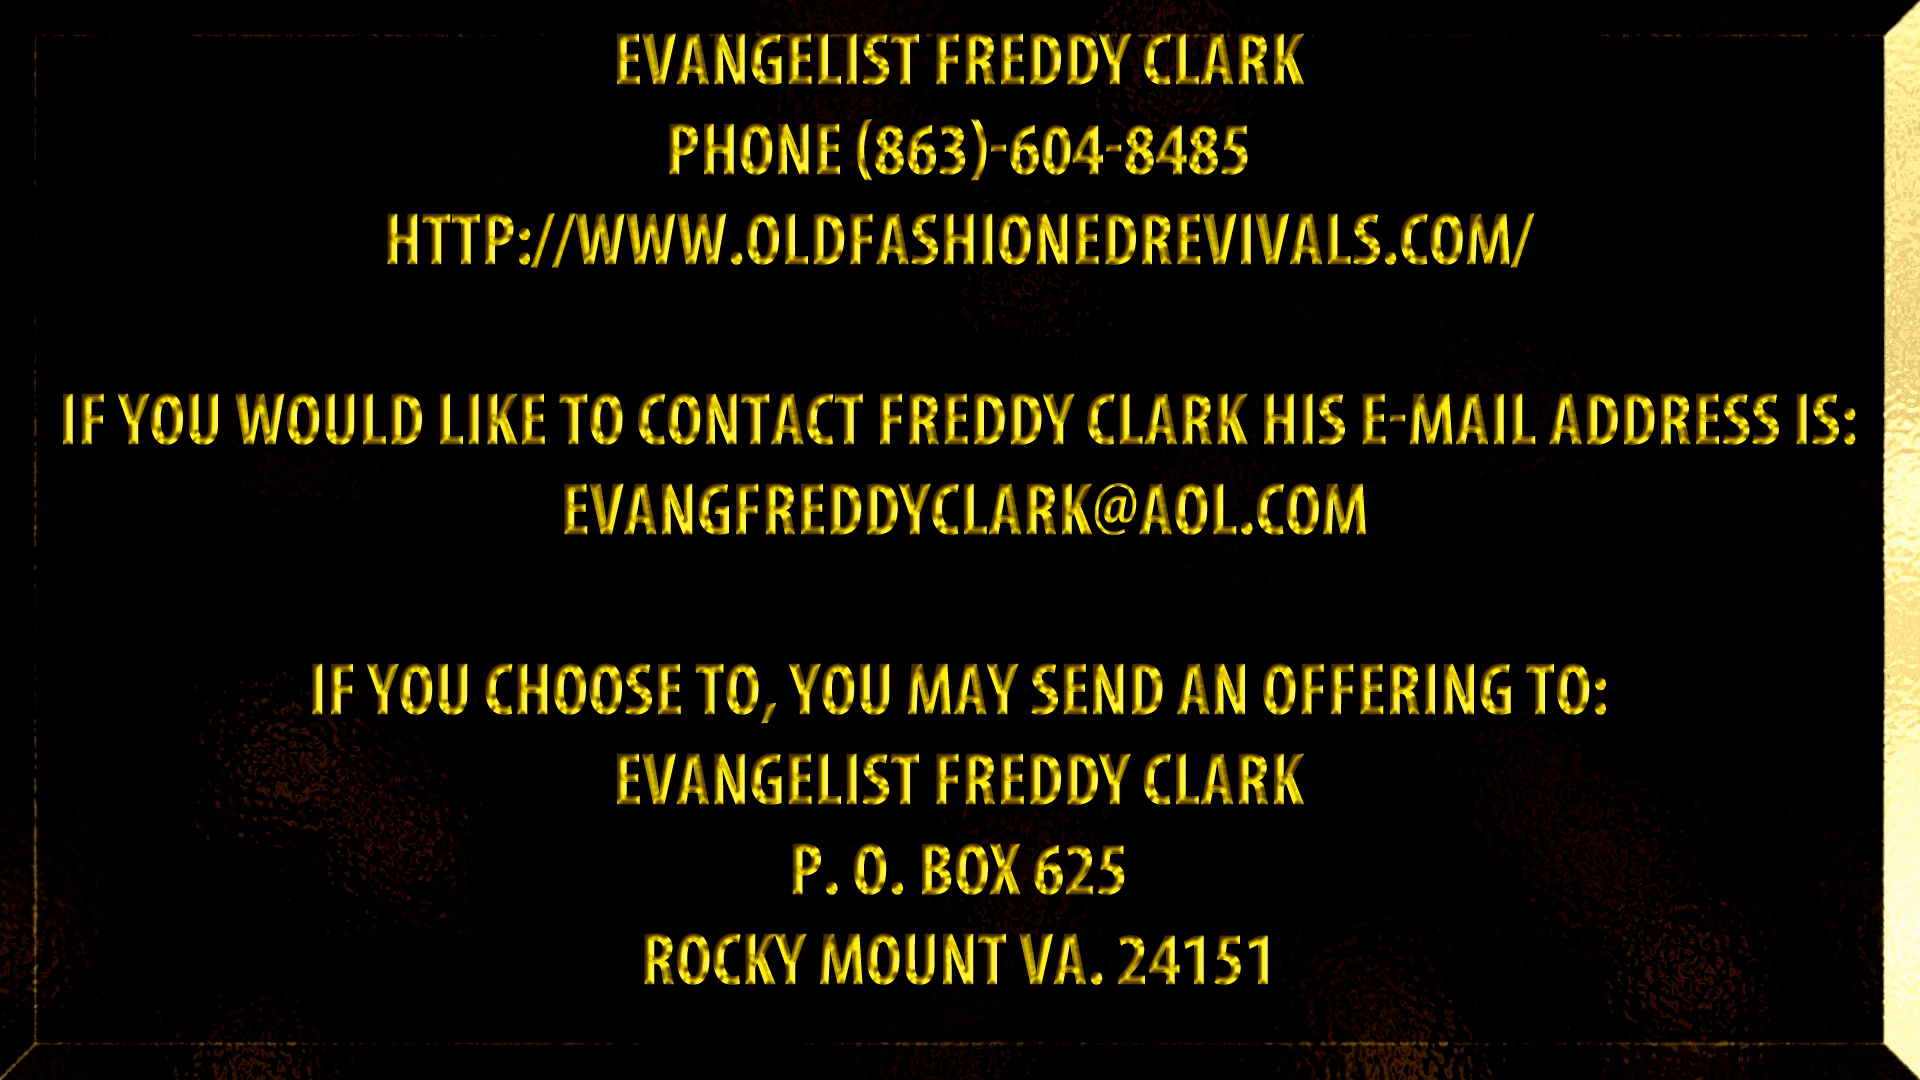 EVANGELIST FREDDY CLARK
PHONE (863)-604-8485
HTTP://WWW.OLDFASHIONEDREVIVALS.COM/
IF YOU WOULD LIKE TO CONTACT FREDDY CLARK HIS E-MAIL ADDRESS IS:
EVANGFREDDYCLARK@AOL.COM
IF YOU CHOOSE TO, YOU MAY SEND AN OFFERING TO:
EVANGELIST FREDDY CLARK
P. O. BOX 625
ROCKY MOUNT VA. 24151